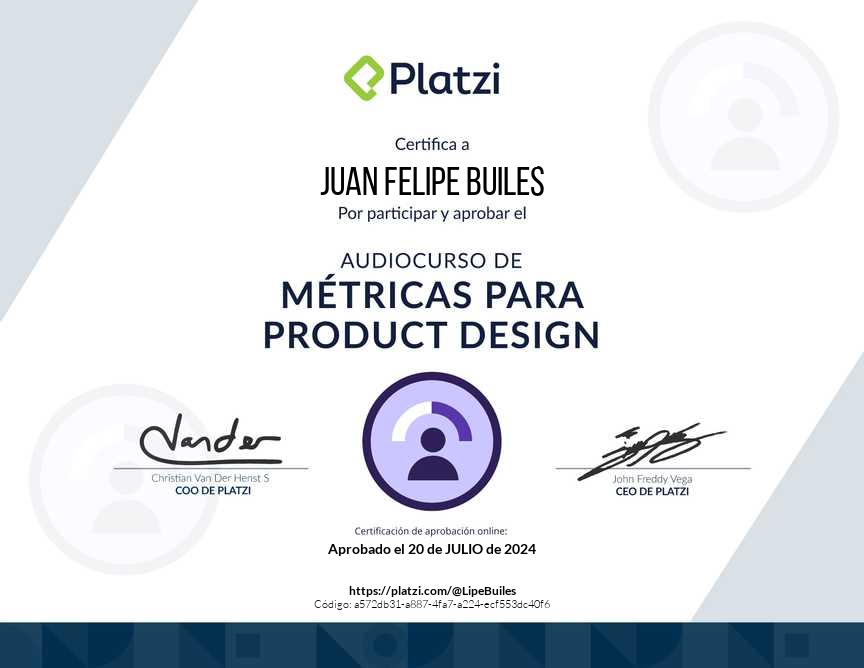 Platzi
Certifica a
JUAN FELIPE BUILES
Por participar y aprobar el
AUDIOCURSO DE
MÉTRICAS PARA
PRODUCT DESIGN
Vander
Christian Van Der Henst S
COO DE PLATZI
John Freddy Vega
CEO DE PLATZI
Certificación de aprobación online:
Aprobado el 20 de JULIO de 2024
https://platzi.com/@LipeBuiles
Código: a572db31-a887-4fa7-a224-ecf553dc40f6